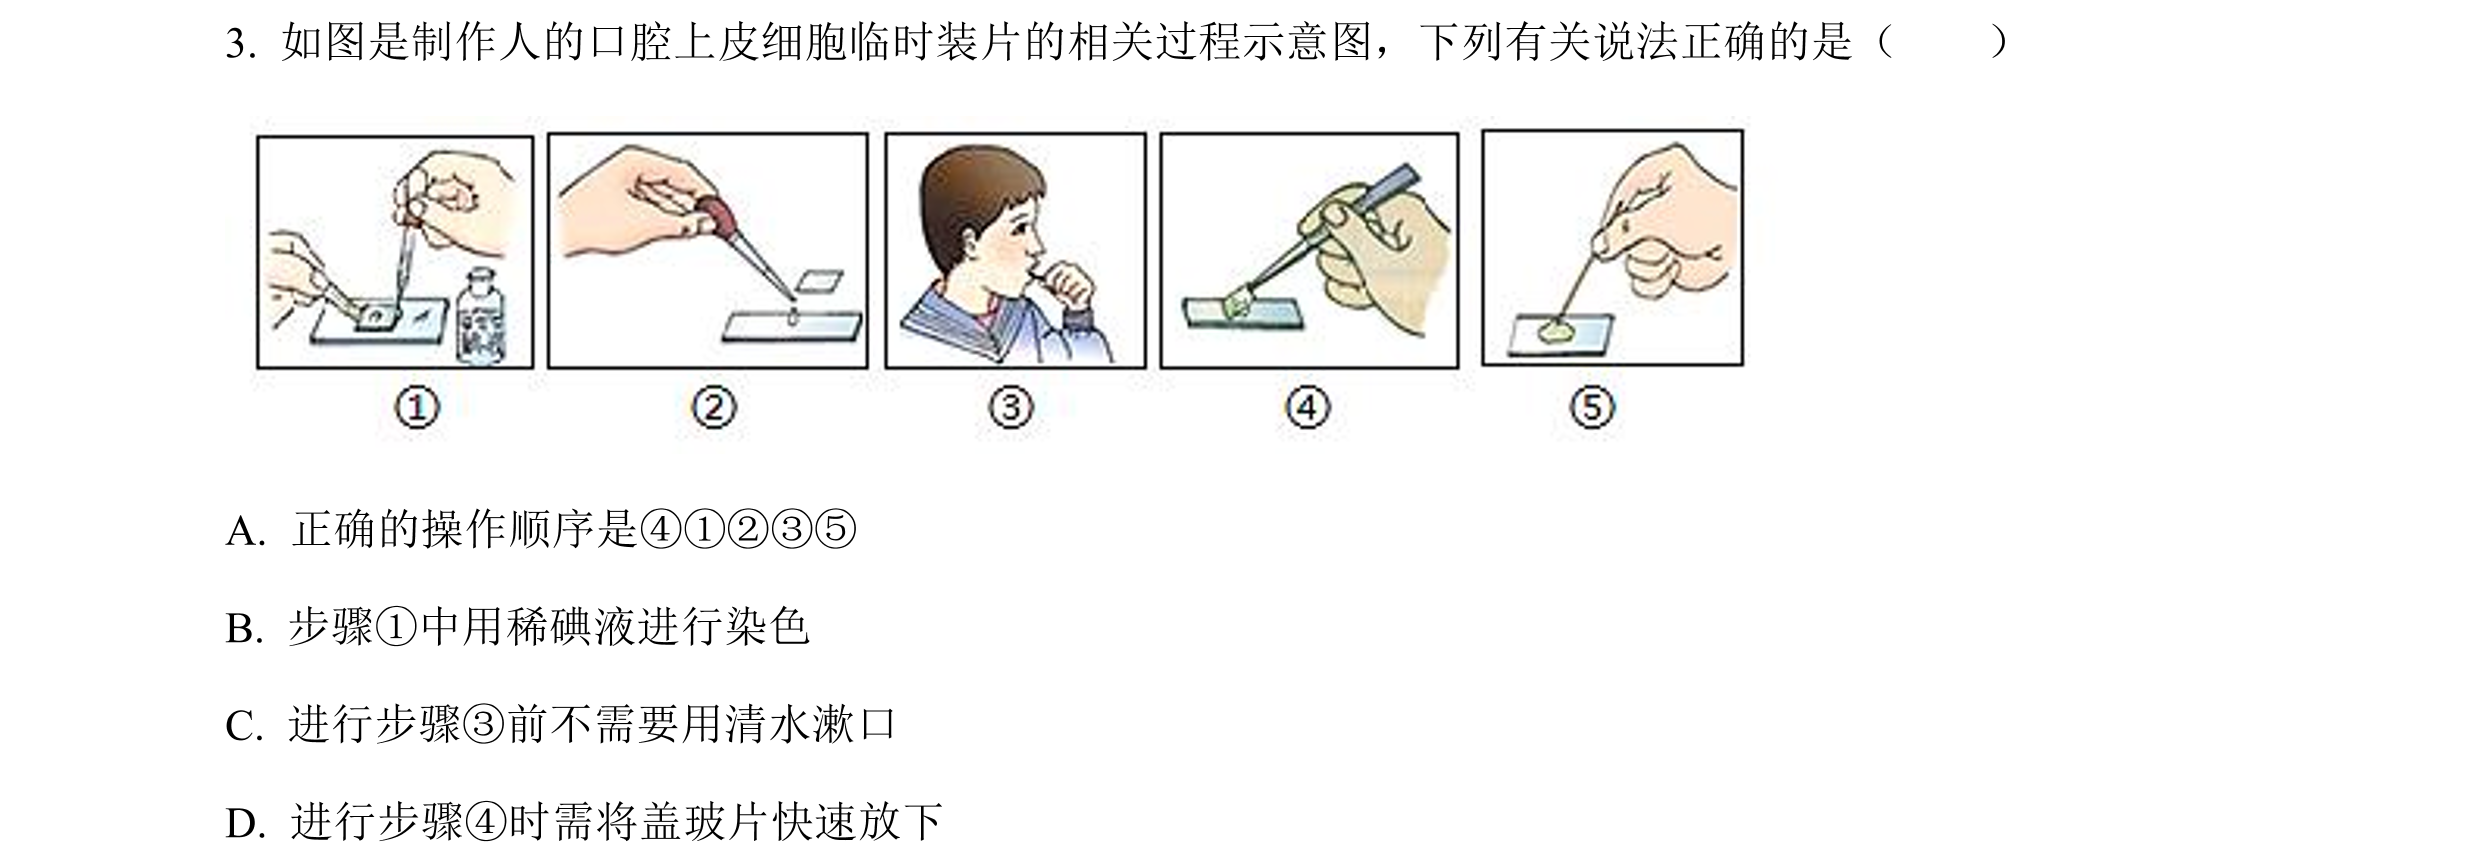 3. 如图是制作人的口腔上皮细胞临时装片的相关过程示意图，下列有关说法正确的是（　　）
① ② ③ ④ ⑤
A. 正确的操作顺序是④①②③⑤
B. 步骤①中用稀碘液进行染色
C. 进行步骤③前不需要用清水漱口
D. 进行步骤④时需将盖玻片快速放下